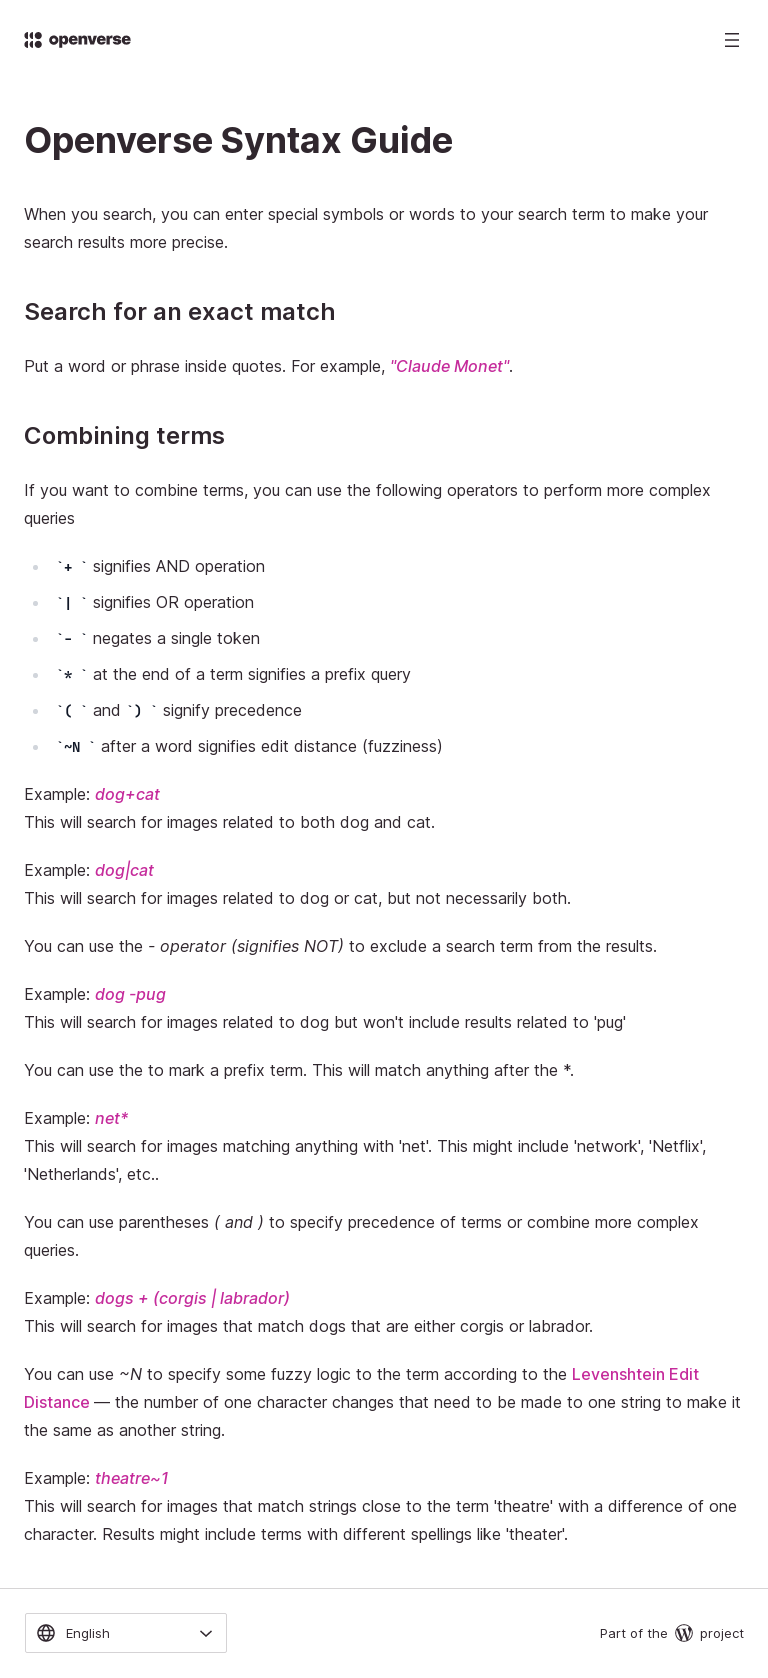 openverse
Openverse Syntax Guide
When you search, you can enter special symbols or words to your search term to make your
search results more precise.
Search for an exact match
Put a word or phrase inside quotes. For example, "Claude Monet".
Combining terms
If you want to combine terms, you can use the following operators to perform more complex
queries
`+ ` signifies AND operation
`| ` signifies OR operation
`- ` negates a single token
`* ` at the end of a term signifies a prefix query
`( ` and `) ` signify precedence
`~N ` after a word signifies edit distance (fuzziness)
Example: dog+cat
This will search for images related to both dog and cat.
Example: dog|cat
This will search for images related to dog or cat, but not necessarily both.
You can use the - operator (signifies NOT) to exclude a search term from the results.
Example: dog -pug
This will search for images related to dog but won't include results related to 'pug'
You can use the to mark a prefix term. This will match anything after the *.
Example: net*
This will search for images matching anything with 'net'. This might include 'network', 'Netflix',
'Netherlands', etc..
You can use parentheses ( and ) to specify precedence of terms or combine more complex
queries.
Example: dogs + (corgis | labrador)
This will search for images that match dogs that are either corgis or labrador.
You can use ~N to specify some fuzzy logic to the term according to the Levenshtein Edit
Distance — the number of one character changes that need to be made to one string to make it
the same as another string.
Example: theatre~1
This will search for images that match strings close to the term 'theatre' with a difference of one
character. Results might include terms with different spellings like 'theater'.
English
Part of the project